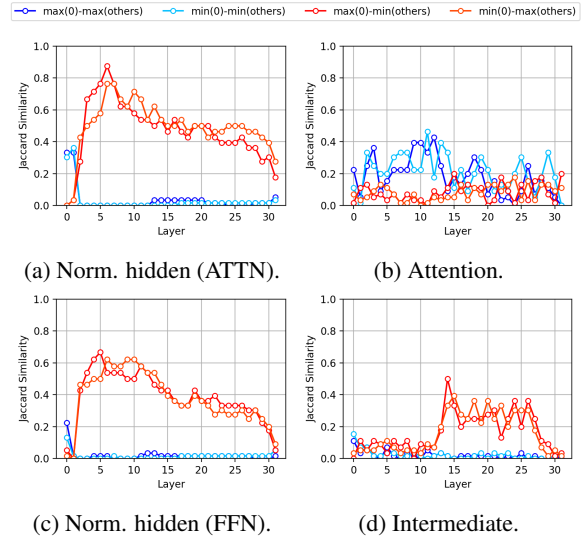 max(0)-max(others) min(0)-min(others) max(0)-min(others) min(0)-max(others)
1.0
0.8
0.6
0.4
0.2
0.0
Jaccard Similarity
0 5 10 15 20 25 30
Layer
(a) Norm. hidden (ATTN).
1.0
0.8
0.6
0.4
0.2
0.0
Jaccard Similarity
0 5 10 15 20 25 30
Layer
(b) Attention.
1.0
0.8
0.6
0.4
0.2
0.0
Jaccard Similarity
0 5 10 15 20 25 30
Layer
(c) Norm. hidden (FFN).
1.0
0.8
0.6
0.4
0.2
0.0
Jaccard Similarity
0 5 10 15 20 25 30
Layer
(d) Intermediate.